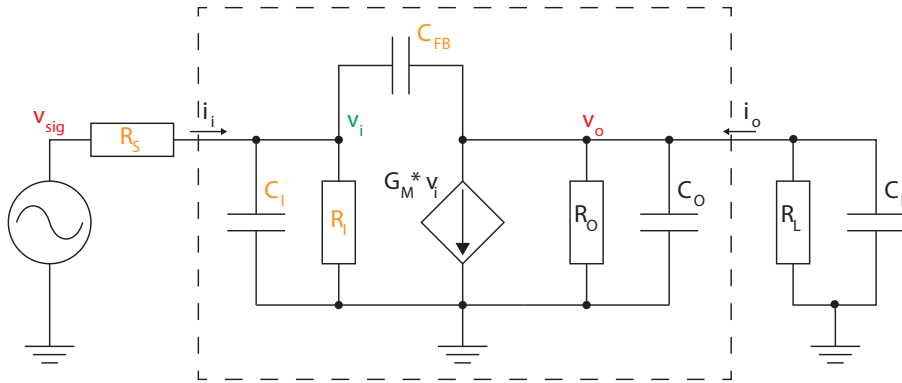 C_FB
v_sig
i_i
v_i
v_o
i_o
R_S
C_I
R_I
G_M* v_i
R_O
C_O
R_L